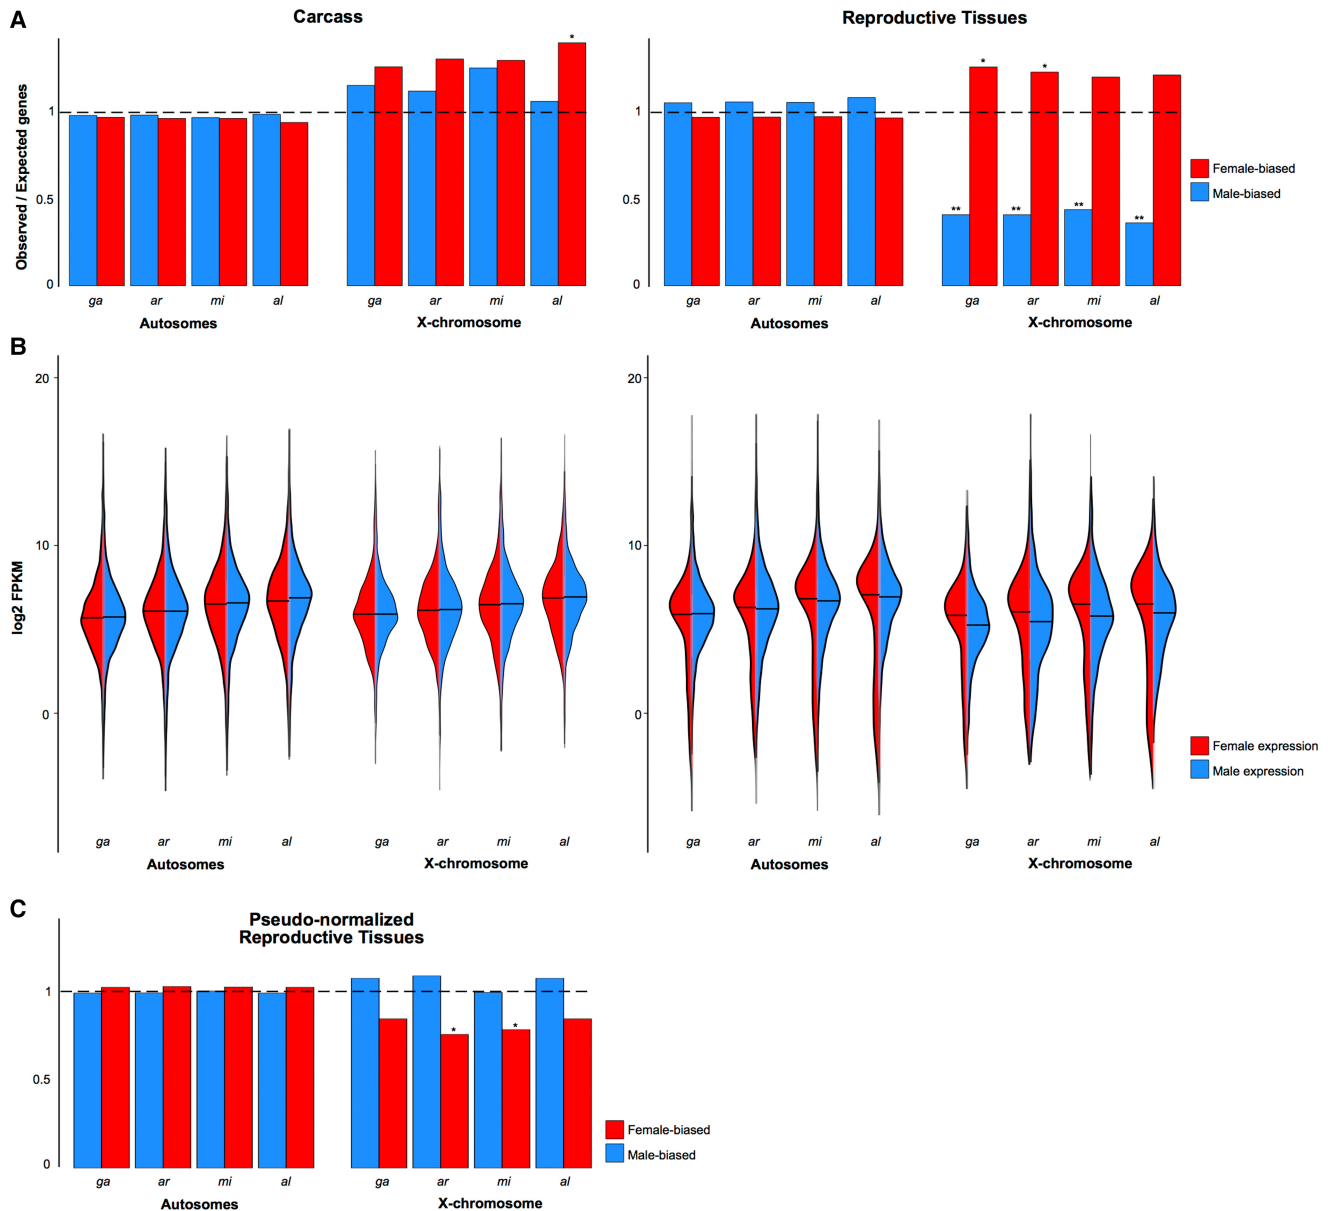 A
Carcass
Reproductive Tissues
Observed / Expected genes
1
0.5
0
*
ga ar mi al ga ar mi al
Autosomes X-chromosome
1
0.5
0
* *
** ** ** **
ga ar mi al ga ar mi al
Autosomes X-chromosome
Female-biased
Male-biased
B
log2 FPKM
20
10
0
ga ar mi al ga ar mi al
Autosomes X-chromosome
20
10
0
ga ar mi al ga ar mi al
Autosomes X-chromosome
Female expression
Male expression
C
Pseudo-normalized
Reproductive Tissues
1
0.5
0
* *
ga ar mi al ga ar mi al
Autosomes X-chromosome
Female-biased
Male-biased